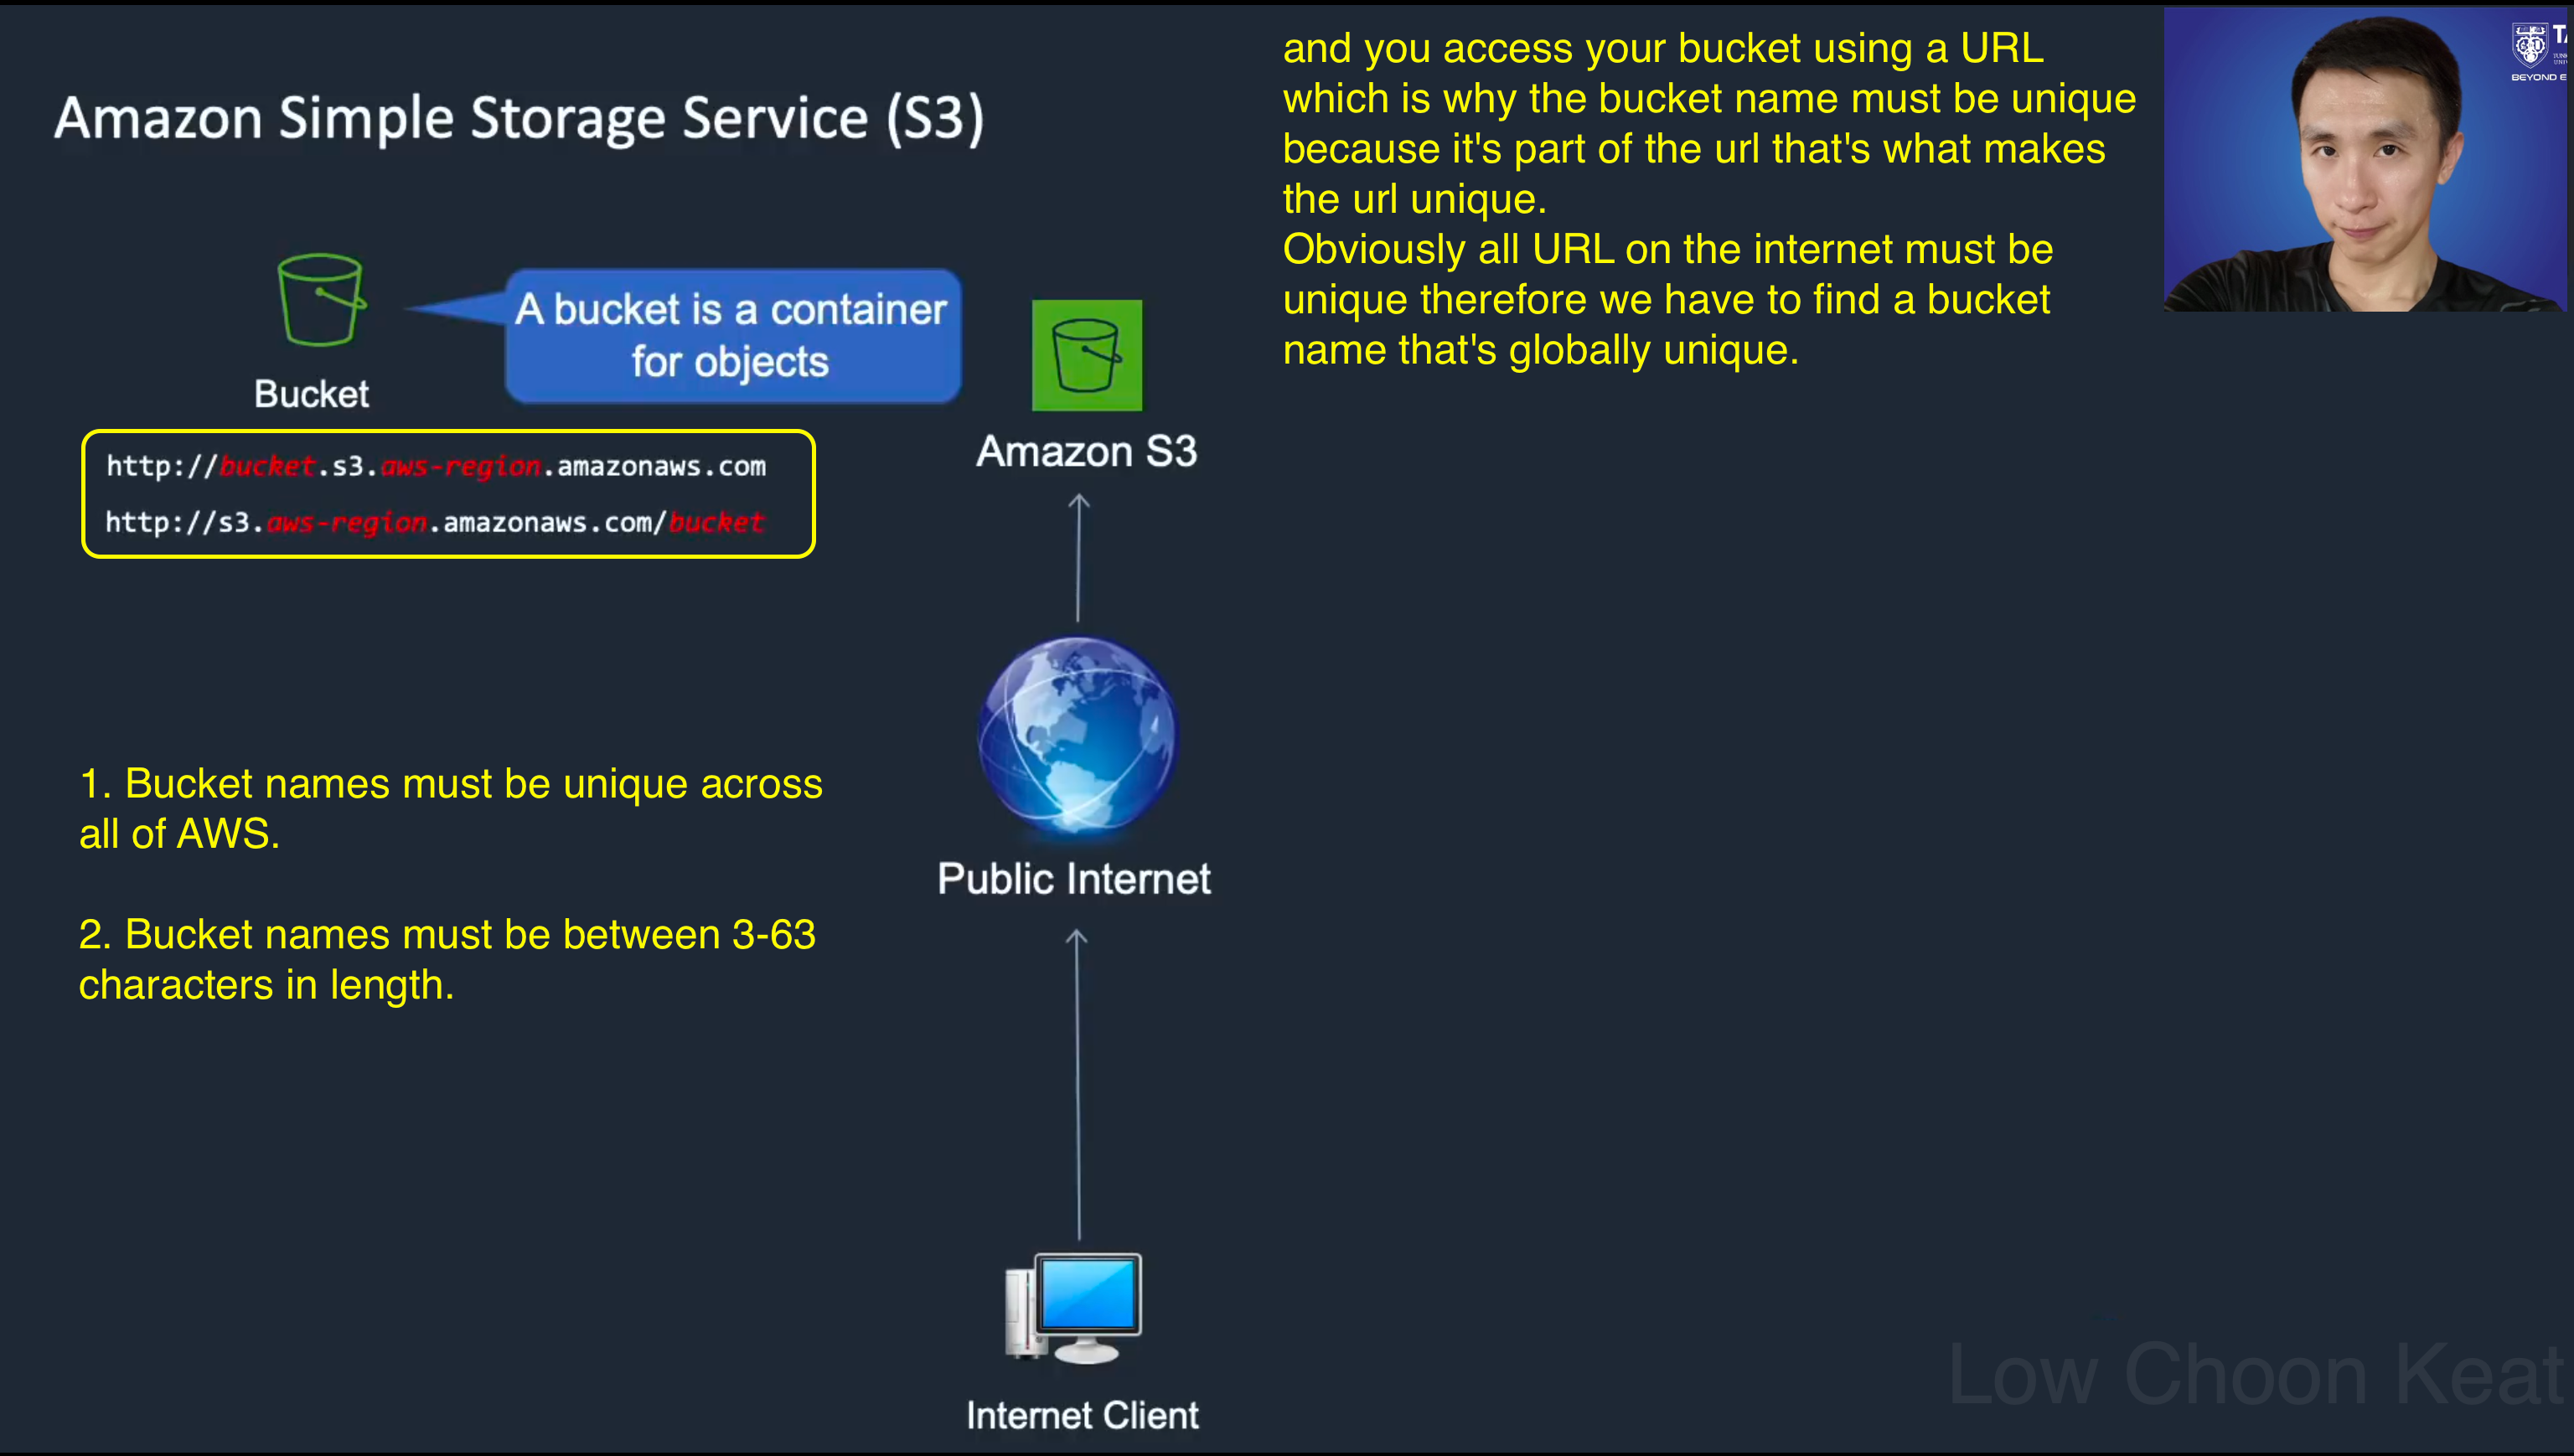 Amazon Simple Storage Service (S3)
and you access your bucket using a URL
which is why the bucket name must be unique
because it's part of the url that's what makes
the url unique.
Obviously all URL on the internet must be
unique therefore we have to find a bucket
name that's globally unique.
BEYOND E
A bucket is a container
for objects
Bucket
http://bucket.s3.aws-region.amazonaws.com
http://s3.aws-region.amazonaws.com/bucket
Amazon S3
1. Bucket names must be unique across
all of AWS.
2. Bucket names must be between 3-63
characters in length.
Public Internet
Internet Client
Low Choon Keat